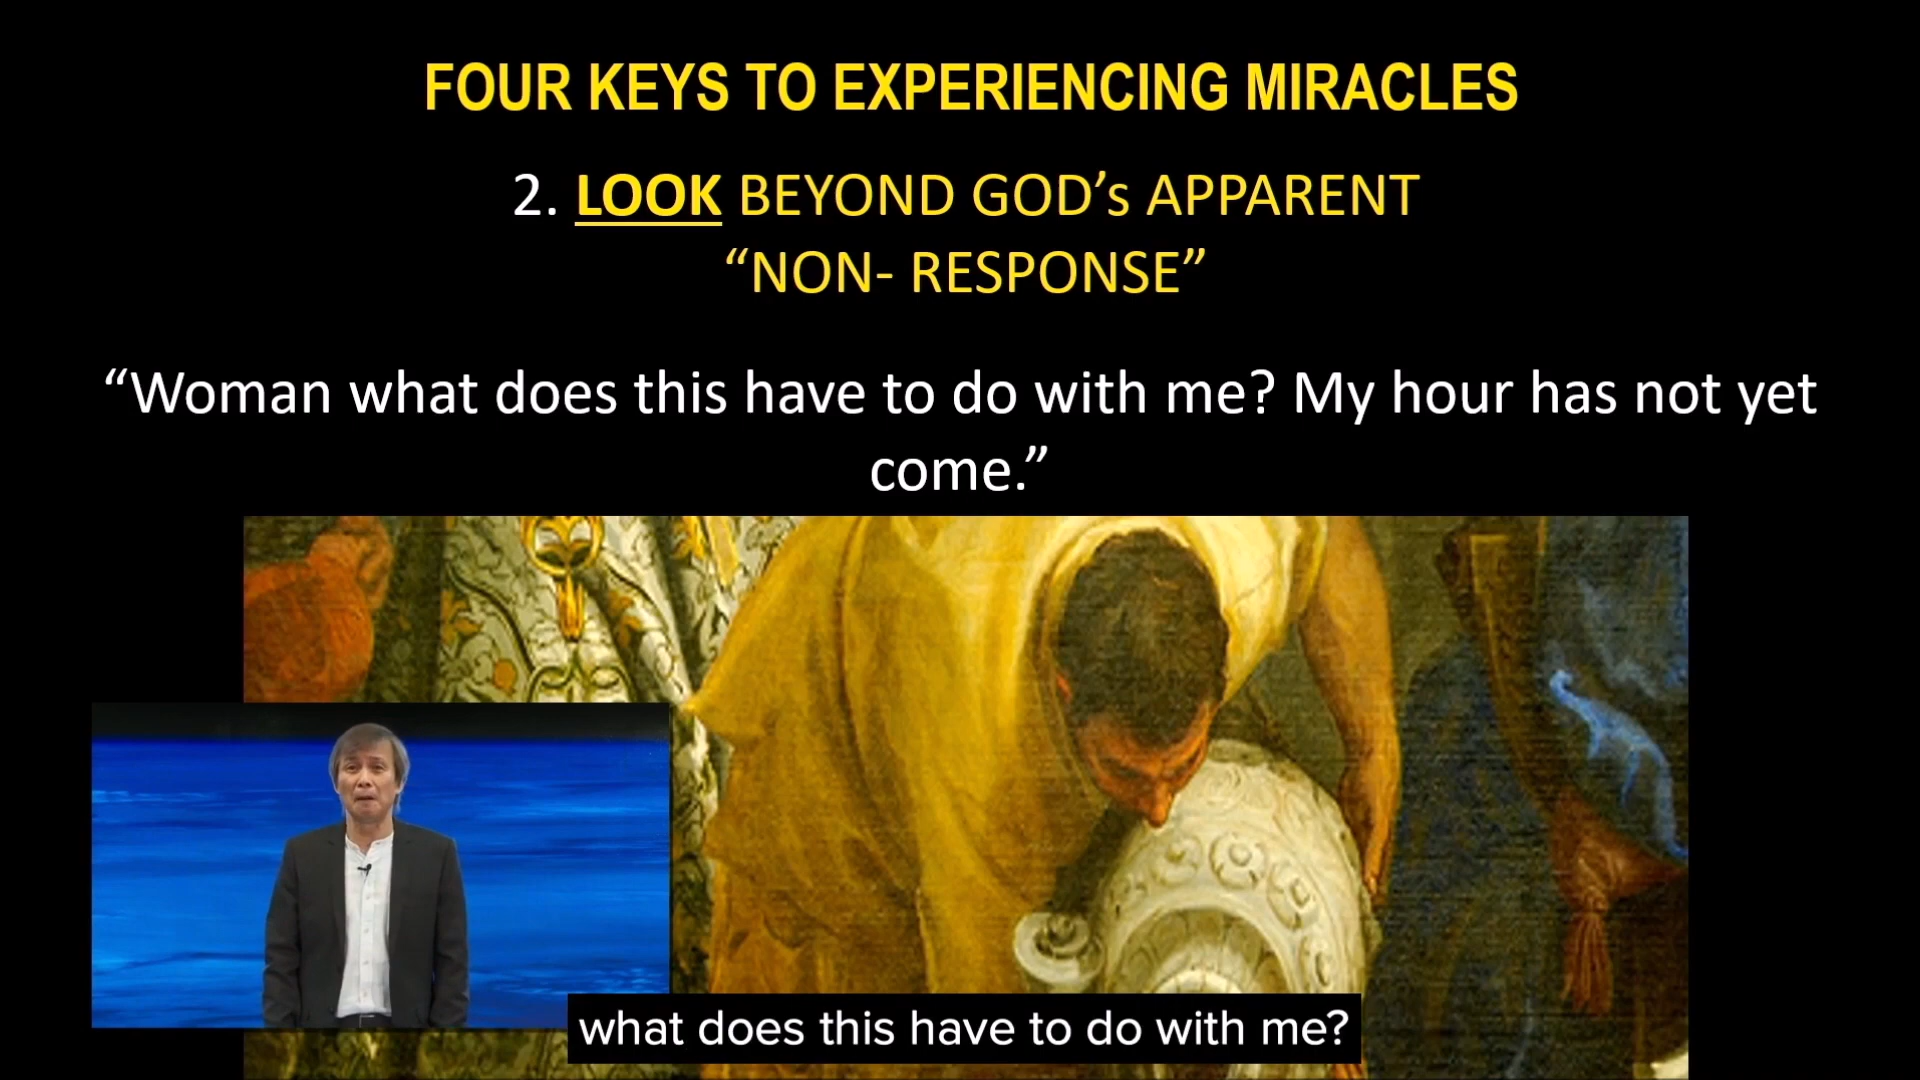 FOUR KEYS TO EXPERIENCING MIRACLES
2. LOOK BEYOND GOD’s APPARENT
“NON- RESPONSE”
“Woman what does this have to do with me? My hour has not yet
come.”
what does this have to do with me?